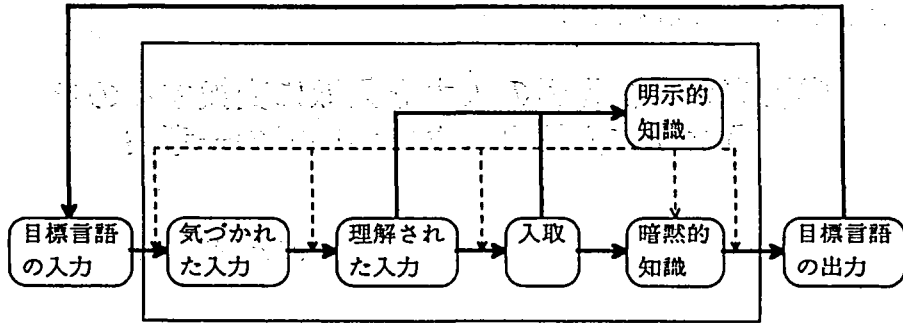 明示的
知識
目標言語
の入力
気づかれ
た入力
理解され
た入力
入取
暗黙的
知識
目標言語
の出力